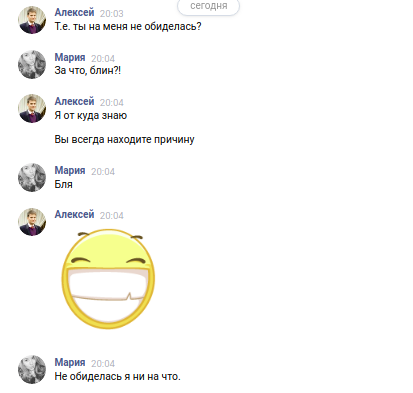 сегодня
Алексей 20:03
Т.е. ты на меня не обиделась?
Мария 20:04
За что, блин?!
Алексей 20:04
Я от куда знаю
Вы всегда находите причину
Мария 20:04
Бля
Алексей 20:04
Мария 20:04
Не обиделась я ни на что.